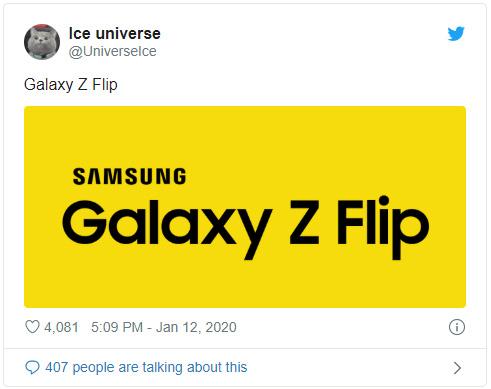 Ice universe
@UniverseIce
Galaxy Z Flip
SAMSUNG
Galaxy Z Flip
4,081 5:09 PM - Jan 12, 2020
407 people are talking about this